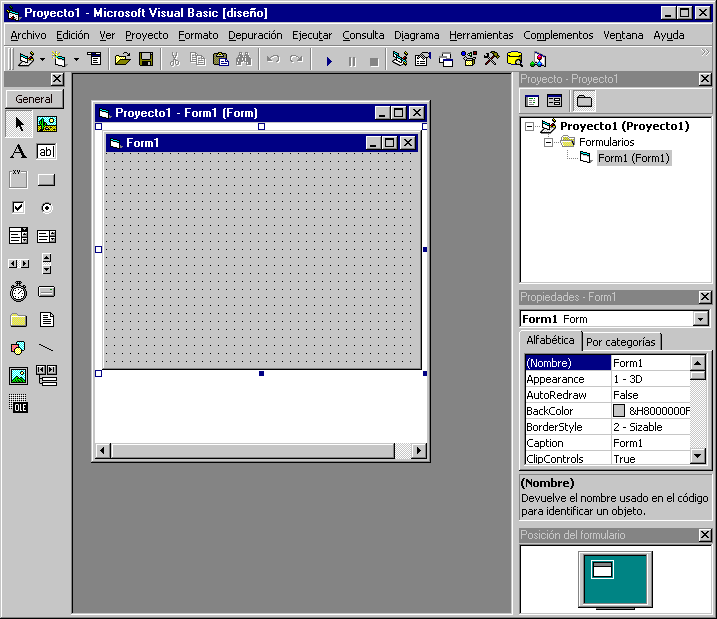 Proyecto1 - Microsoft Visual Basic [diseño]
Archivo Edición Ver Proyecto Formato Depuración Ejecutar Consulta Diagrama Herramientas Complementos Ventana Ayuda
General
A ab|
xv
OLE
Proyecto1 - Form1 (Form)
Form1
Proyecto - Proyecto1
Proyecto1 (Proyecto1)
Formularios
Form1 (Form1)
Propiedades - Form1
Form1 Form
Alfabética Por categorías
(Nombre) Form1
Appearance 1 - 3D
AutoRedraw False
BackColor &H8000000F
BorderStyle 2 - Sizable
Caption Form1
ClipControls True
(Nombre)
Devuelve el nombre usado en el código
para identificar un objeto.
Posición del formulario